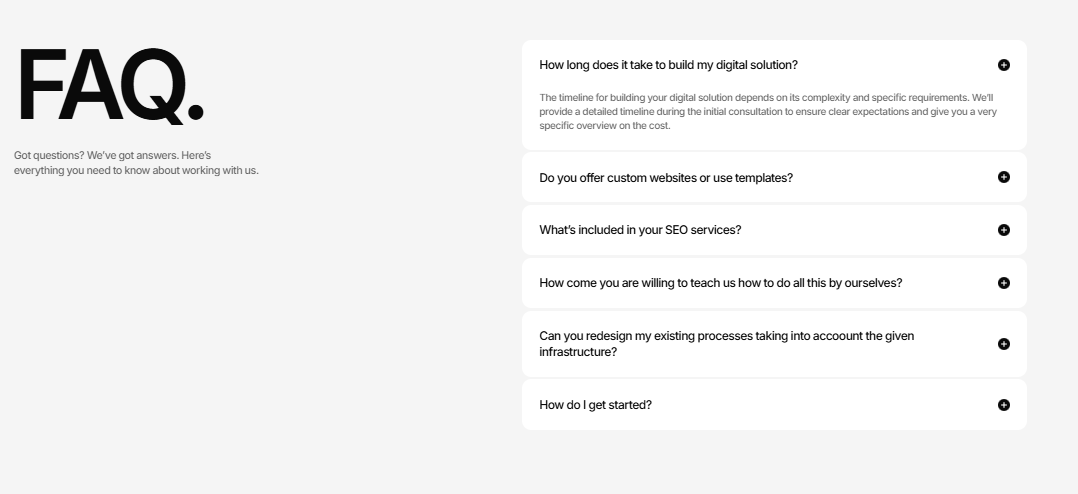 FAQ.
Got questions? We've got answers. Here's
everything you need to know about working with us.
How long does it take to build my digital solution?
The timeline for building your digital solution depends on its complexity and specific requirements. We'll
provide a detailed timeline during the initial consultation to ensure clear expectations and give you a very
specific overview on the cost.
Do you offer custom websites or use templates?
What's included in your SEO services?
How come you are willing to teach us how to do all this by ourselves?
Can you redesign my existing processes taking into accoount the given
infrastructure?
How do I get started?